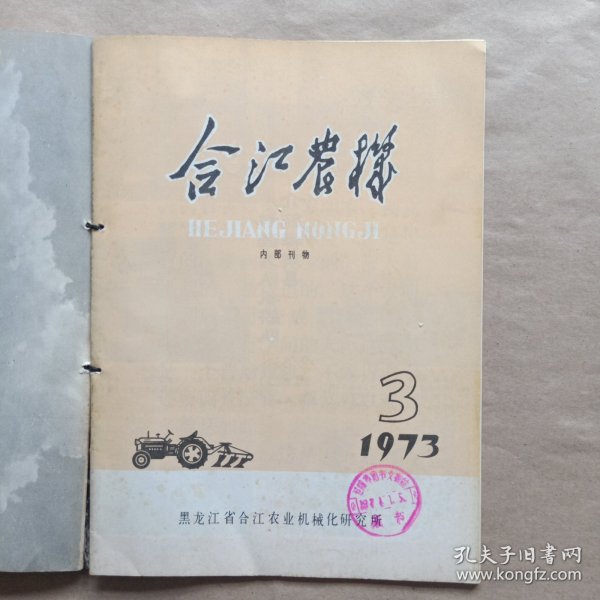 合江农機
HEJIANG NONGJI
内部刊物
3
1973
黑龙江省合江农业机械化研究所
孔夫子旧书网
www.kongfz.com